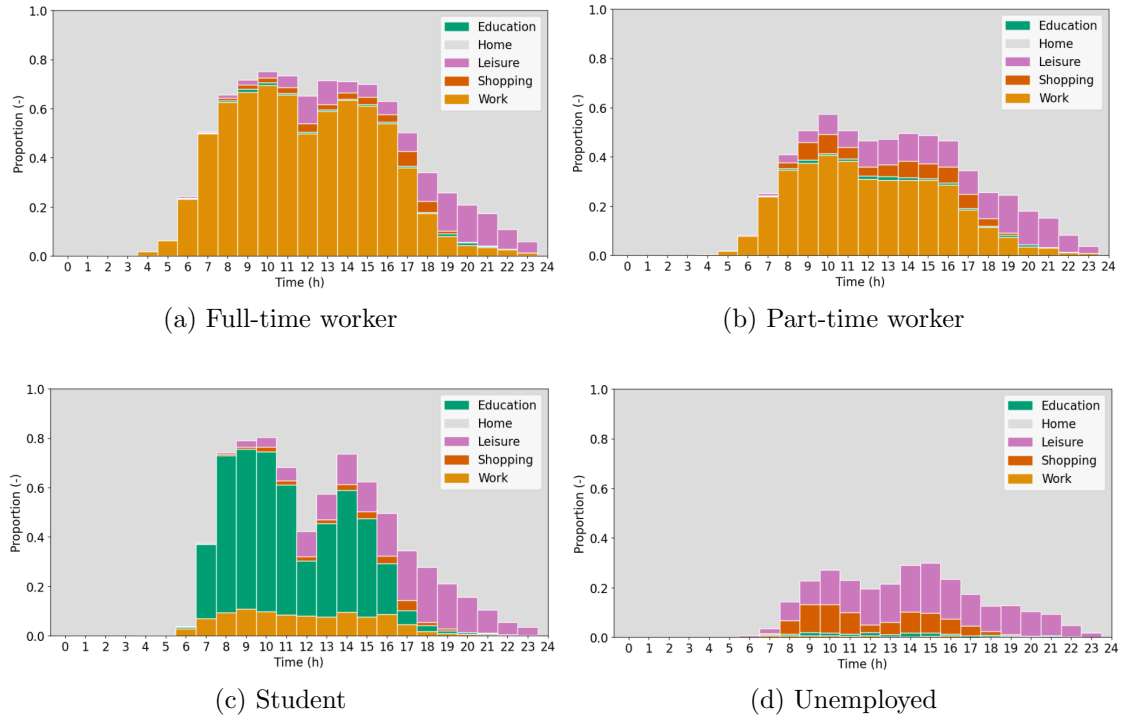 1.0
0.8
0.6
0.4
0.2
0.0
Proportion (-)
Education
Home
Leisure
Shopping
Work
0 1 2 3 4 5 6 7 8 9 10 11 12 13 14 15 16 17 18 19 20 21 22 23 24
Time (h)
(a) Full-time worker
1.0
0.8
0.6
0.4
0.2
0.0
Proportion (-)
Education
Home
Leisure
Shopping
Work
0 1 2 3 4 5 6 7 8 9 10 11 12 13 14 15 16 17 18 19 20 21 22 23 24
Time (h)
(b) Part-time worker
1.0
0.8
0.6
0.4
0.2
0.0
Proportion (-)
Education
Home
Leisure
Shopping
Work
0 1 2 3 4 5 6 7 8 9 10 11 12 13 14 15 16 17 18 19 20 21 22 23 24
Time (h)
(c) Student
1.0
0.8
0.6
0.4
0.2
0.0
Proportion (-)
Education
Home
Leisure
Shopping
Work
0 1 2 3 4 5 6 7 8 9 10 11 12 13 14 15 16 17 18 19 20 21 22 23 24
Time (h)
(d) Unemployed